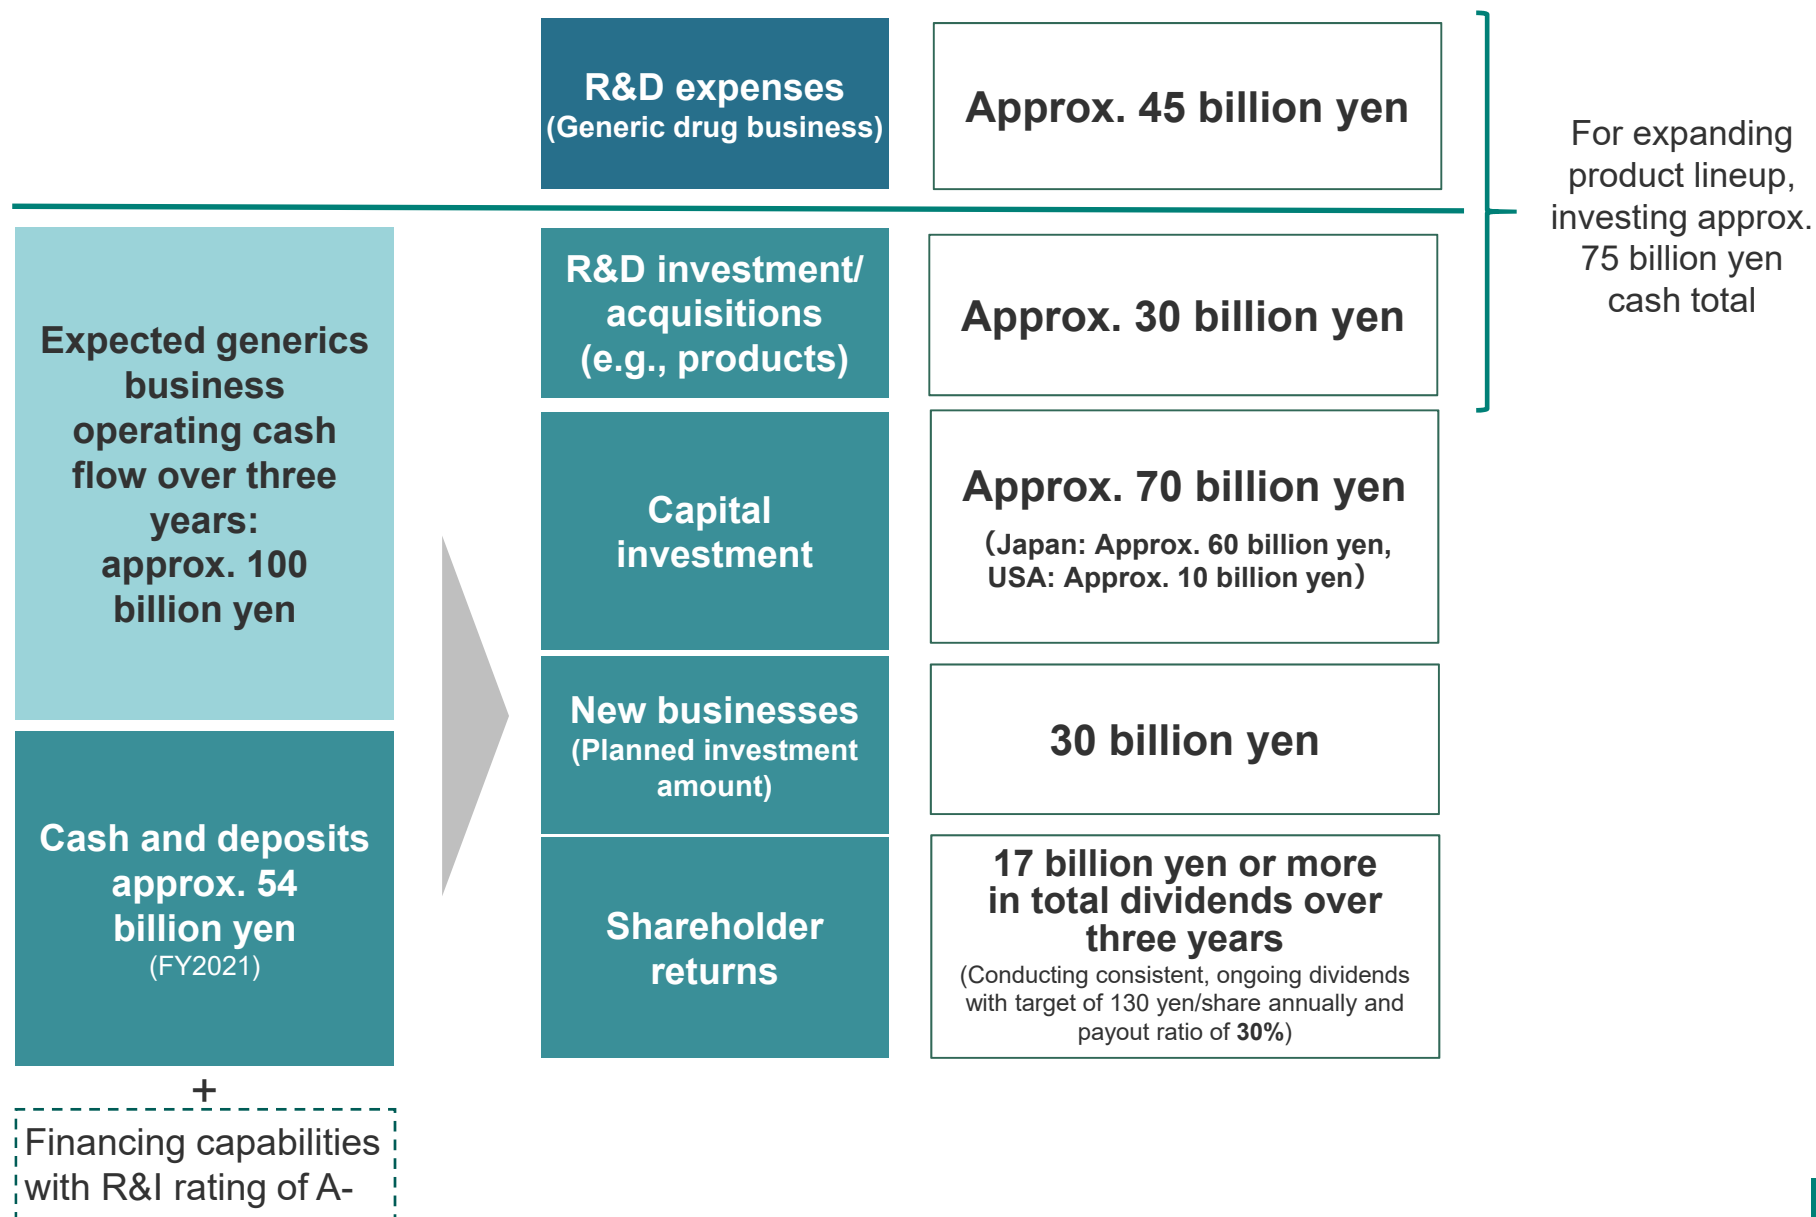 R&D expenses
(Generic drug business)
Approx. 45 billion yen
For expanding
product lineup,
investing approx.
75 billion yen
cash total
Expected generics
business
operating cash
flow over three
years:
approx. 100
billion yen
R&D investment/
acquisitions
(e.g., products)
Approx. 30 billion yen
Capital
investment
Approx. 70 billion yen
（Japan: Approx. 60 billion yen,
USA: Approx. 10 billion yen）
New businesses
(Planned investment
amount)
30 billion yen
Cash and deposits
approx. 54
billion yen
(FY2021)
Shareholder
returns
17 billion yen or more
in total dividends over
three years
(Conducting consistent, ongoing dividends
with target of 130 yen/share annually and
payout ratio of 30%)
+
Financing capabilities
with R&I rating of A-